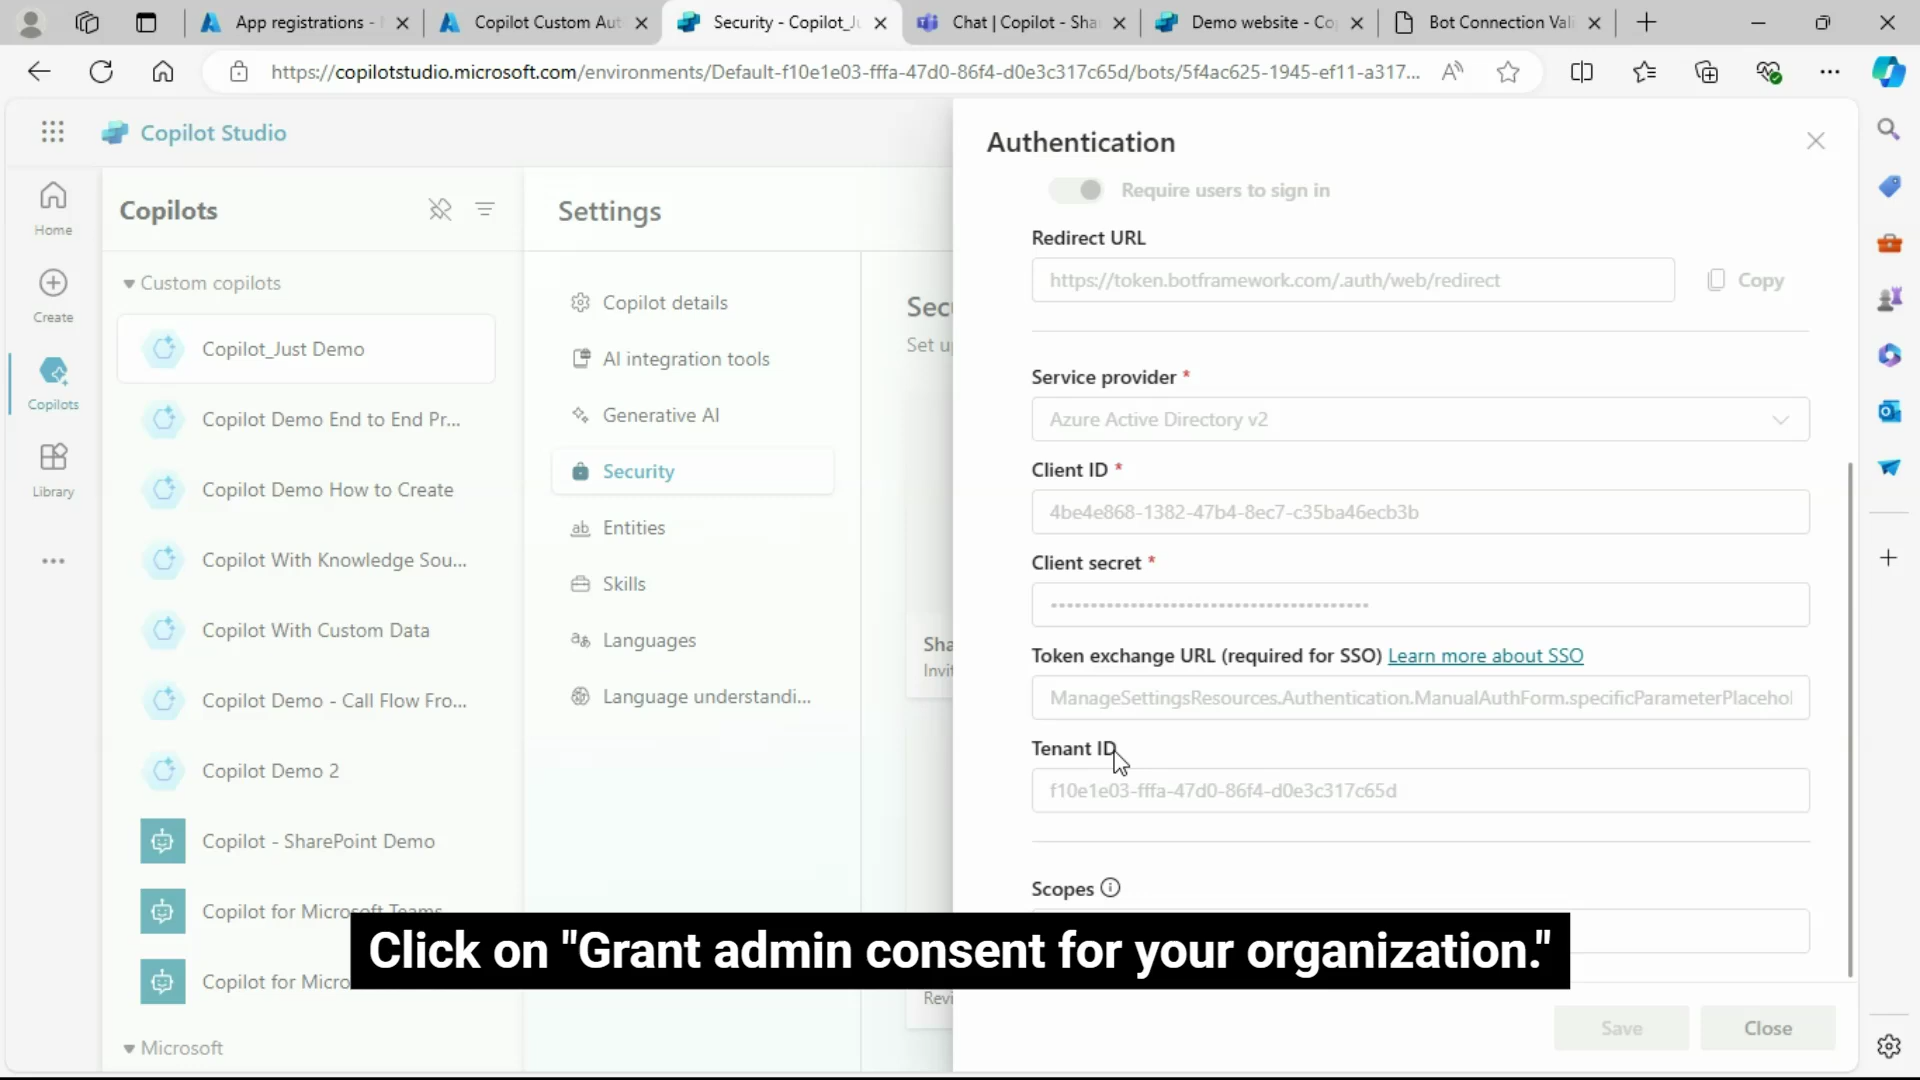 App registrations -
Copilot Custom Aut
Security - Copilot_Ju
Chat | Copilot - Sha
Demo website - Co
Bot Connection Vali
https://copilotstudio.microsoft.com/environments/Default-f10e1e03-fffa-47d0-86f4-d0e3c317c65d/bots/5f4ac625-1945-ef11-a317...
Copilot Studio
Home
Create
Copilots
Library
Copilots
Custom copilots
Copilot_Just Demo
Copilot Demo End to End Pr...
Copilot Demo How to Create
Copilot With Knowledge Sou...
Copilot With Custom Data
Copilot Demo - Call Flow Fro...
Copilot Demo 2
Copilot - SharePoint Demo
Copilot for Microsoft Teams
Copilot for Micro
Microsoft
Settings
Copilot details
AI integration tools
Generative AI
Security
Entities
Skills
Languages
Language understandi...
Sec
Set u
Sha
Invi
Revi
Authentication
Require users to sign in
Redirect URL
https://token.botframework.com/.auth/web/redirect
Copy
Service provider *
Azure Active Directory v2
Client ID *
4be4e868-1382-47b4-8ec7-c35ba46ecb3b
Client secret *
Token exchange URL (required for SSO) Learn more about SSO
ManageSettingsResources.Authentication.ManualAuthForm.specificParameterPlacehol
Tenant ID
f10e1e03-fffa-47d0-86f4-d0e3c317c65d
Scopes
Click on "Grant admin consent for your organization."
Save
Close